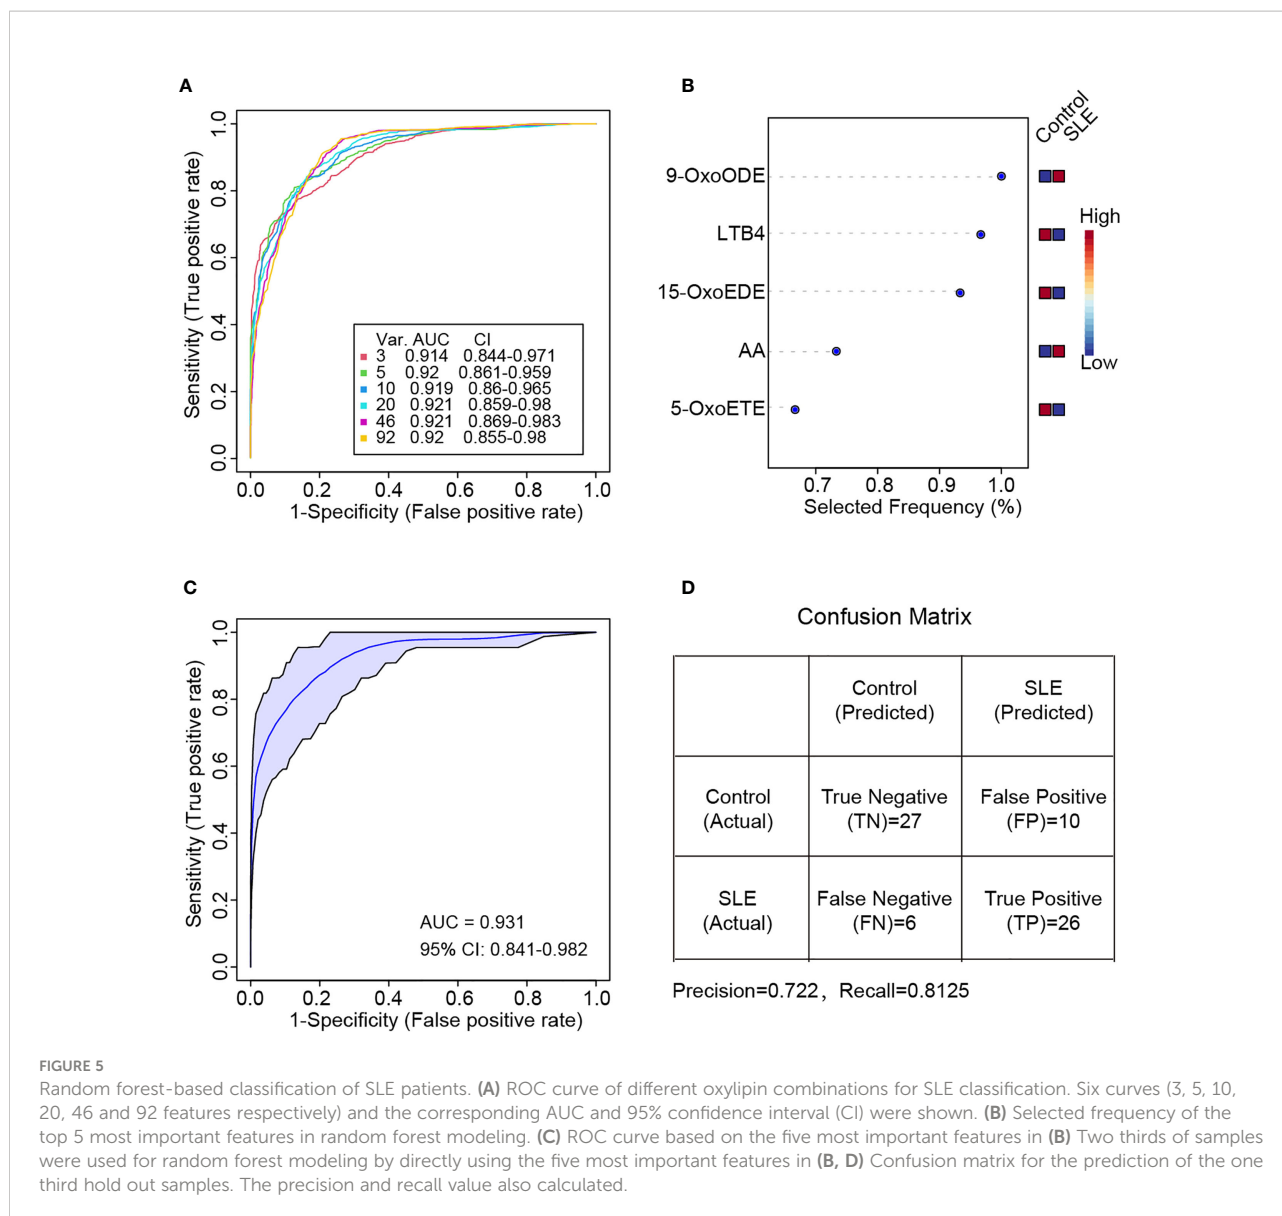 A
Sensitivity (True positive rate)
1.0
0.8
0.6
0.4
0.2
0.0
Var. AUC CI
3 0.914 0.844-0.971
5 0.92 0.861-0.959
10 0.919 0.86-0.965
20 0.921 0.859-0.98
46 0.921 0.869-0.983
92 0.92 0.855-0.98
0.0 0.2 0.4 0.6 0.8 1.0
1-Specificity (False positive rate)
B
Control
SLE
9-OxoODE
LTB4
15-OxoEDE
AA
5-OxoETE
High
Low
0.7 0.8 0.9 1.0
Selected Frequency (%)
C
Sensitivity (True positive rate)
1.0
0.8
0.6
0.4
0.2
0.0
AUC = 0.931
95% CI: 0.841-0.982
0.0 0.2 0.4 0.6 0.8 1.0
1-Specificity (False positive rate)
D
Confusion Matrix
Control SLE
(Predicted) (Predicted)
Control True Negative False Positive
(Actual) (TN)=27 (FP)=10
SLE False Negative True Positive
(Actual) (FN)=6 (TP)=26
Precision=0.722, Recall=0.8125
FIGURE 5
Random forest-based classification of SLE patients. (A) ROC curve of different oxylipin combinations for SLE classification. Six curves (3, 5, 10,
20, 46 and 92 features respectively) and the corresponding AUC and 95% confidence interval (CI) were shown. (B) Selected frequency of the
top 5 most important features in random forest modeling. (C) ROC curve based on the five most important features in (B) Two thirds of samples
were used for random forest modeling by directly using the five most important features in (B, D) Confusion matrix for the prediction of the one
third hold out samples. The precision and recall value also calculated.